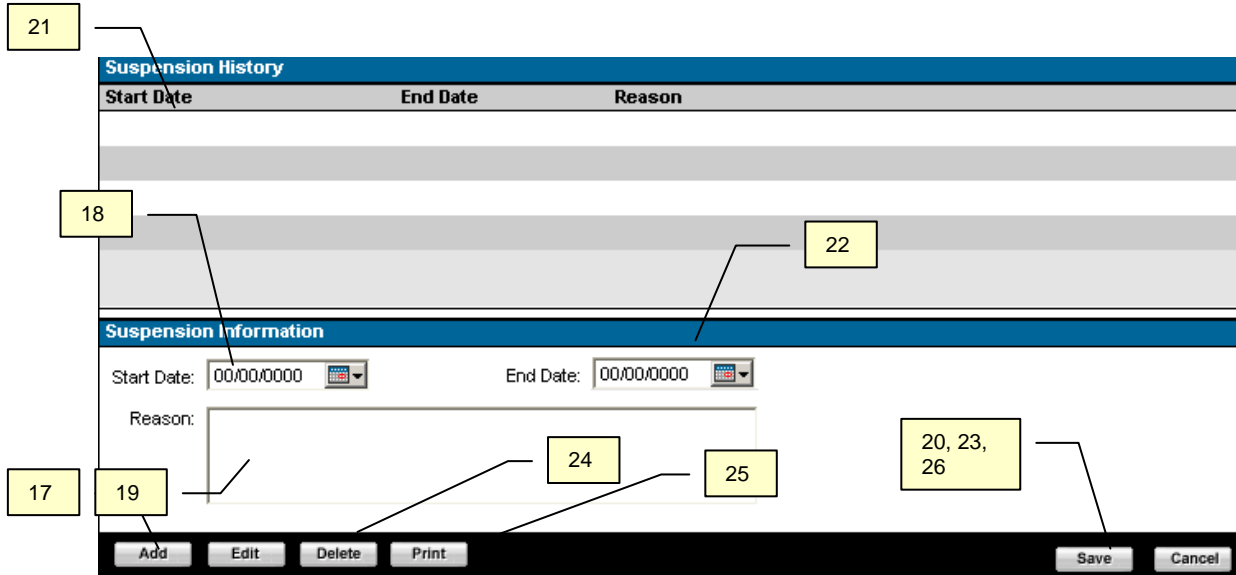 21
Suspension History
Start Date End Date Reason
18
22
Suspension Information
Start Date: 00/00/0000 End Date: 00/00/0000
Reason:
24
20, 23,
26
25
17 19
Add Edit Delete Print Save Cancel